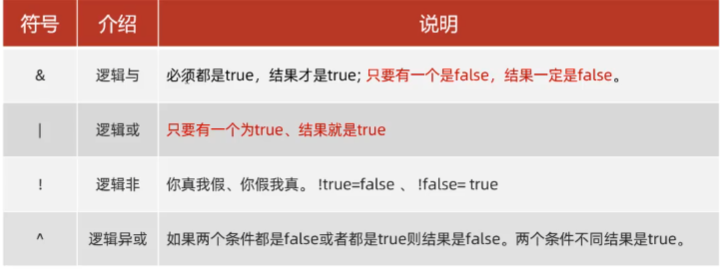 符号 介绍 说明
& 逻辑与 必须都是true，结果才是true; 只要有一个是false，结果一定是false。
| 逻辑或 只要有一个为true、结果就是true
! 逻辑非 你真我假、你假我真。 !true=false 、 !false= true
^ 逻辑异或 如果两个条件都是false或者都是true则结果是false。两个条件不同结果是true。